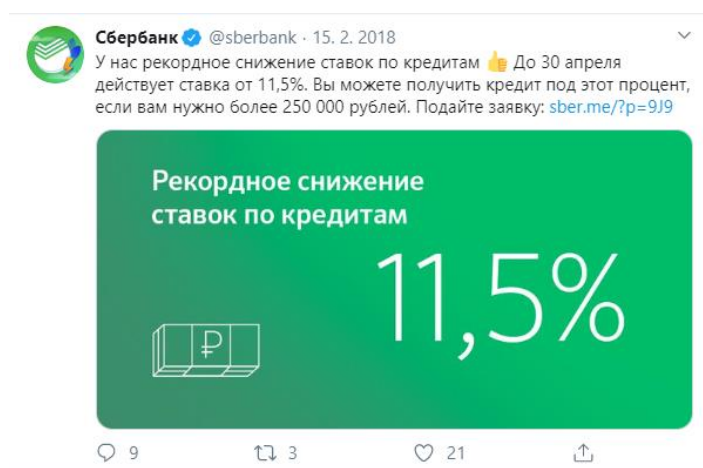 Сбербанк @sberbank · 15. 2. 2018
У нас рекордное снижение ставок по кредитам 👍 До 30 апреля
действует ставка от 11,5%. Вы можете получить кредит под этот процент,
если вам нужно более 250 000 рублей. Подайте заявку: sber.me/?p=9J9
Рекордное снижение
ставок по кредитам
11,5%
₽
9 3 21